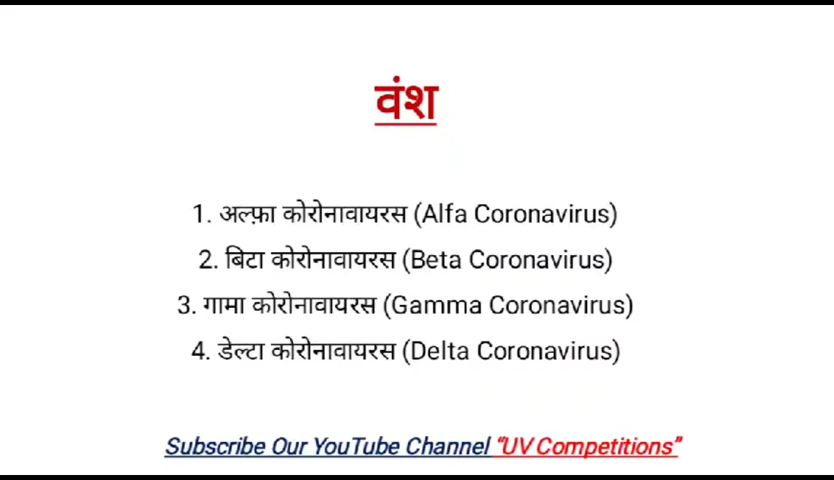 वंश
1. अल्फ़ा कोरोनावायरस (Alfa Coronavirus)
2. बिटा कोरोनावायरस (Beta Coronavirus)
3. गामा कोरोनावायरस (Gamma Coronavirus)
4. डेल्टा कोरोनावायरस (Delta Coronavirus)
Subscribe Our YouTube Channel “UV Competitions”